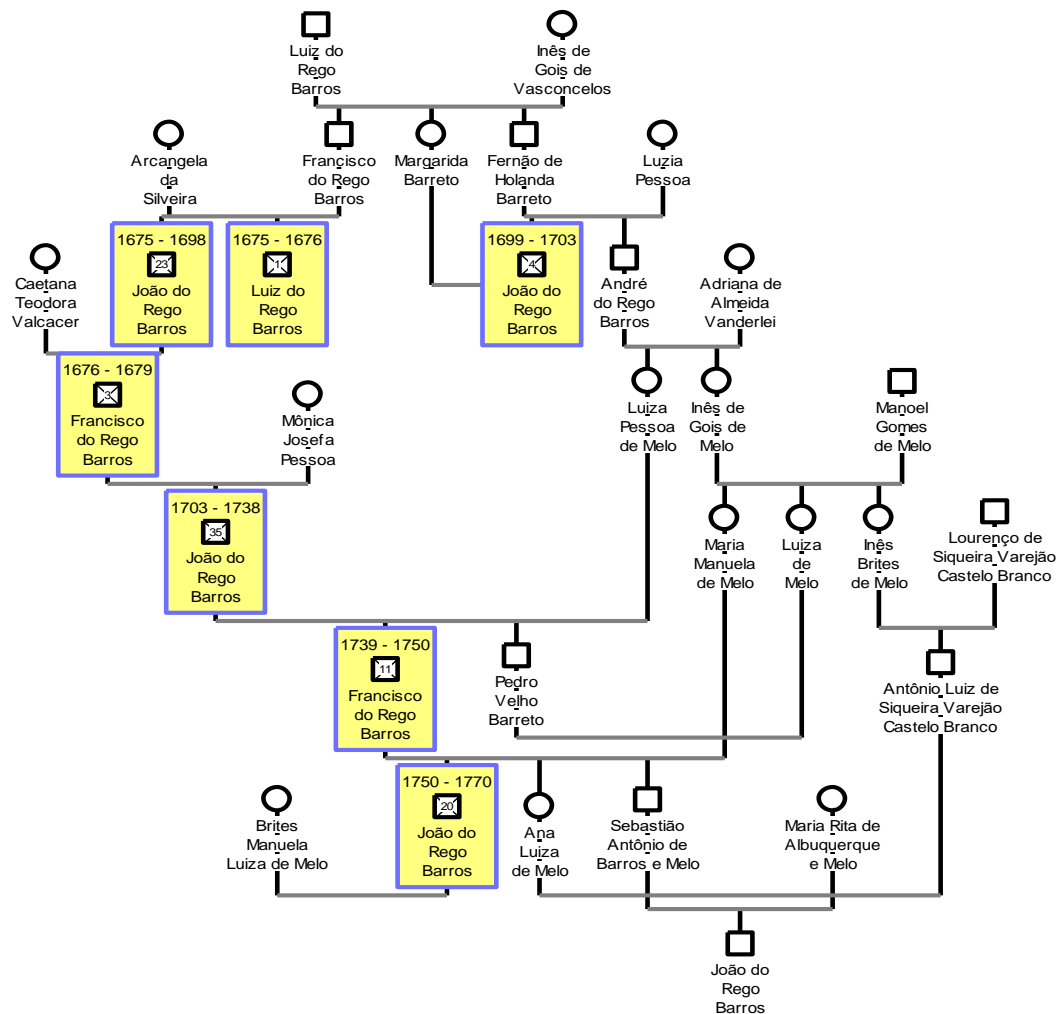 Luiz do
Rego
Barros
Inês de
Gois de
Vasconcelos
Arcangela
da
Silveira
Francisco
do Rego
Barros
Margarida
Barreto
Fernão de
Holanda
Barreto
Luzia
Pessoa
Caetana
Teodora
Valcacer
1675 - 1698
23
João do
Rego
Barros
1675 - 1676
1
Luiz do
Rego
Barros
1699 - 1703
4
João do
Rego
Barros
André
do Rego
Barros
Adriana de
Almeida
Vanderlei
1676 - 1679
3
Francisco
do Rego
Barros
Mônica
Josefa
Pessoa
Luiza
Pessoa
de Melo
Inês de
Gois de
Melo
Manoel
Gomes
de Melo
1703 - 1738
35
João do
Rego
Barros
Maria
Manuela
de Melo
Luiza
de
Melo
Inês
Brites
de Melo
Lourenço de
Siqueira Varejão
Castelo Branco
1739 - 1750
11
Francisco
do Rego
Barros
Pedro
Velho
Barreto
Antônio Luiz de
Siqueira Varejão
Castelo Branco
Brites
Manuela
Luiza de Melo
1750 - 1770
20
João do
Rego
Barros
Ana
Luiza
de Melo
Sebastião
Antônio de
Barros e Melo
Maria Rita de
Albuquerque
e Melo
João do
Rego
Barros